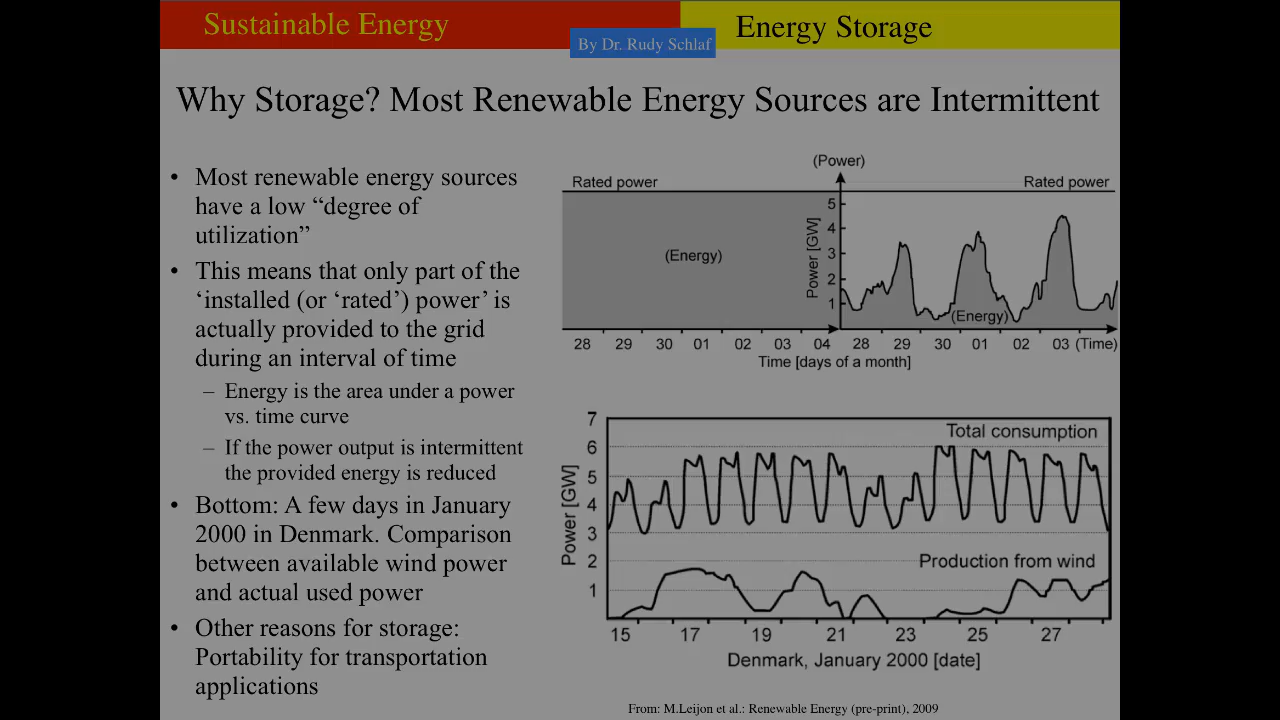 Sustainable Energy
Energy Storage
By Dr. Rudy Schlaf
Why Storage? Most Renewable Energy Sources are Intermittent
• Most renewable energy sources
have a low “degree of
utilization”
• This means that only part of the
‘installed (or ‘rated’) power’ is
actually provided to the grid
during an interval of time
– Energy is the area under a power
vs. time curve
– If the power output is intermittent
the provided energy is reduced
• Bottom: A few days in January
2000 in Denmark. Comparison
between available wind power
and actual used power
• Other reasons for storage:
Portability for transportation
applications
(Power)
Rated power
Rated power
5
4
3
2
1
Power [GW]
(Energy)
(Energy)
28 29 30 01 02 03 04 28 29 30 01 02 03 (Time)
Time [days of a month]
7
6
5
4
3
2
1
Power [GW]
Total consumption
Production from wind
15 17 19 21 23 25 27
Denmark, January 2000 [date]
From: M.Leijon et al.: Renewable Energy (pre-print), 2009